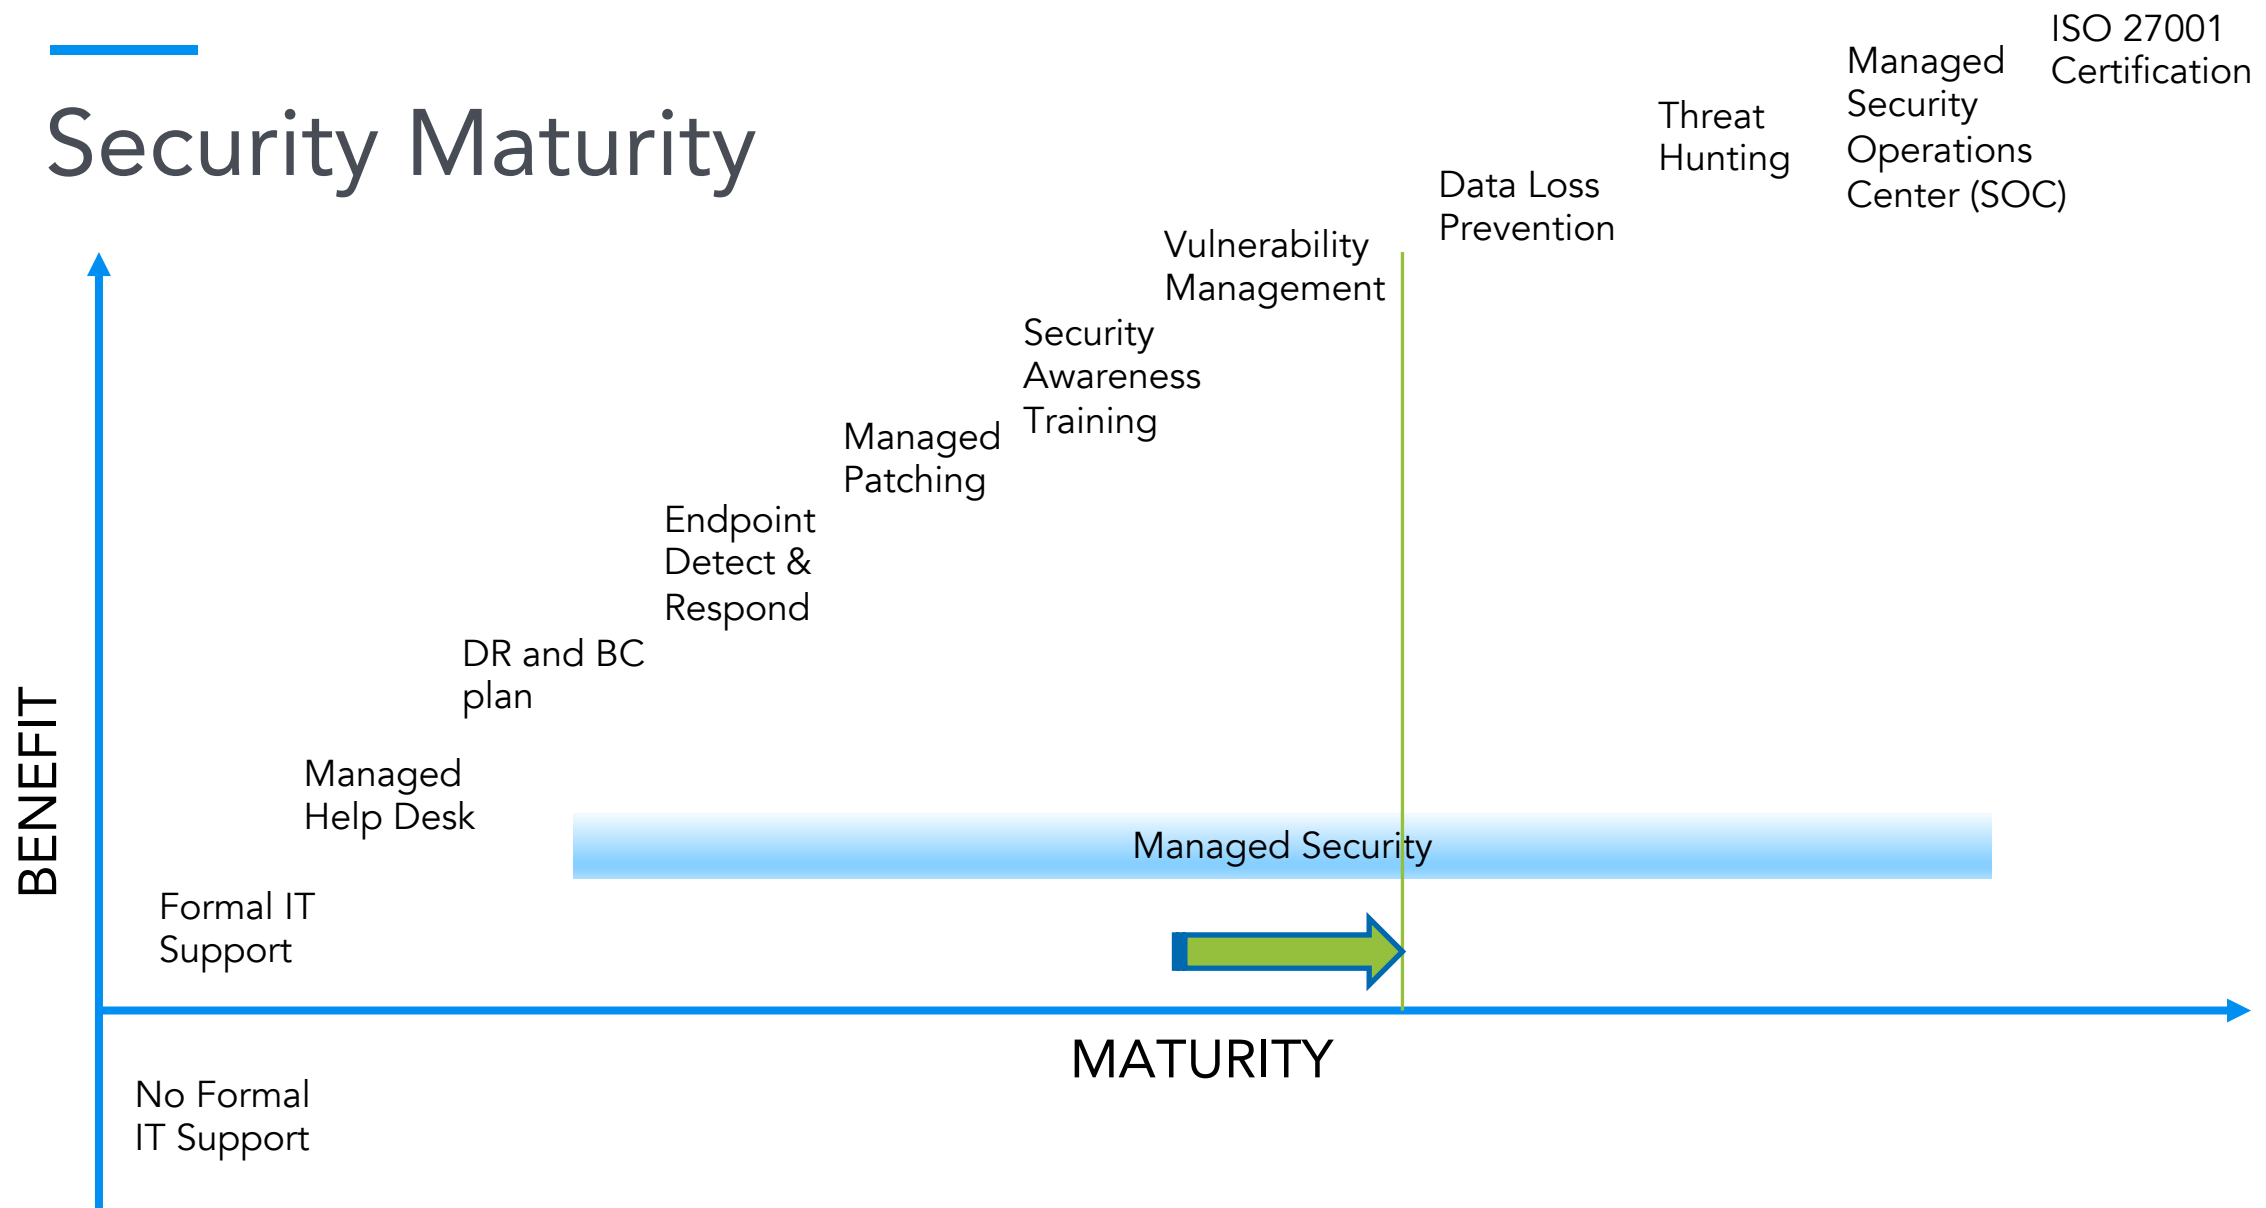 Security Maturity
ISO 27001
Certification
Managed
Security
Operations
Center (SOC)
Threat
Hunting
Data Loss
Prevention
Vulnerability
Management
Security
Awareness
Training
Managed
Patching
Endpoint
Detect &
Respond
DR and BC
plan
Managed
Help Desk
Formal IT
Support
No Formal
IT Support
Managed Security
BENEFIT
MATURITY